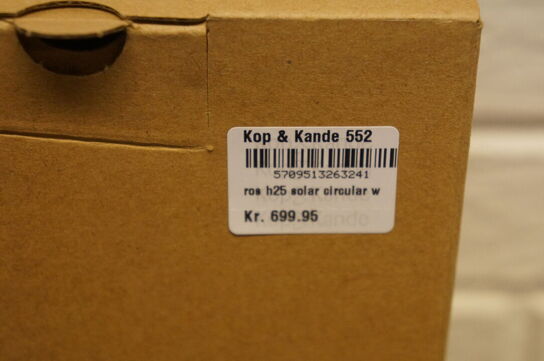 Kop & Kande 552
5709513263241
ros h25 solar circular w
Kr. 699.95